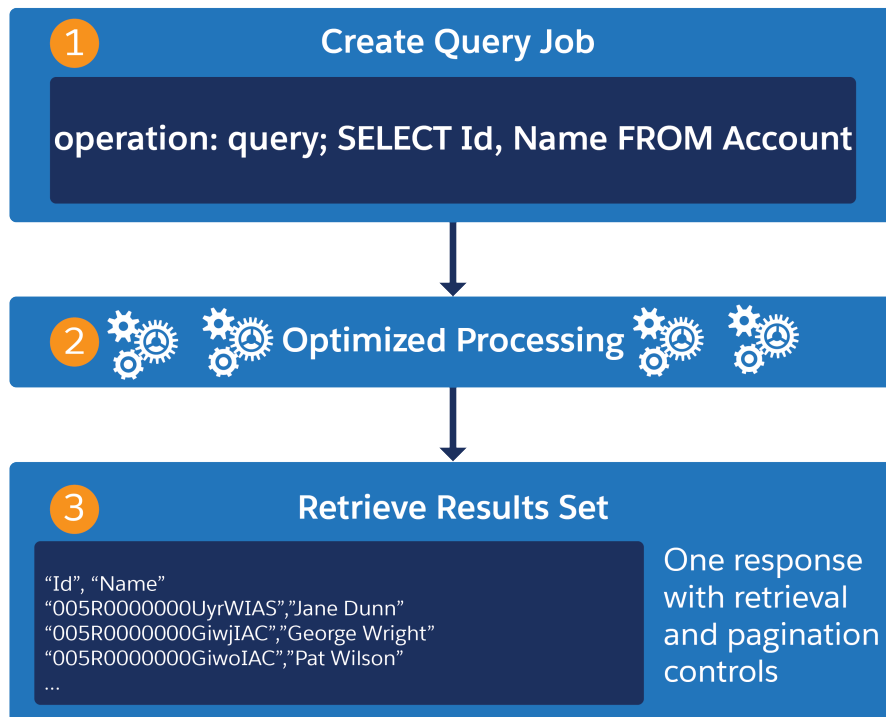 1
Create Query Job
operation: query; SELECT Id, Name FROM Account
2
Optimized Processing
3
Retrieve Results Set
“Id”, “Name”
“005R0000000UyrWIAS”,”Jane Dunn”
“005R0000000GiwjIAC”,”George Wright”
“005R0000000GiwoIAC”,”Pat Wilson”
...
One response
with retrieval
and pagination
controls